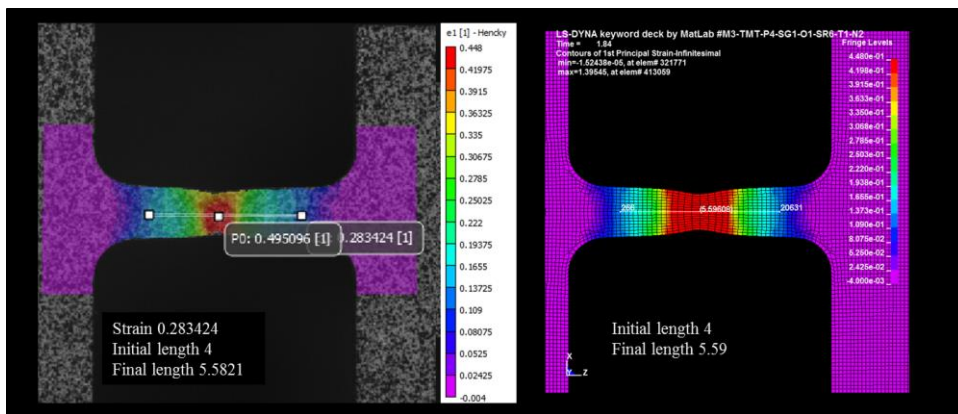 e1 [1] - Hencky
0.448
0.41975
0.3915
0.36325
0.335
0.30675
0.2785
0.25025
0.222
0.19375
0.1655
0.13725
0.109
0.08075
0.0525
0.02425
-0.004
P0: 0.495096 [1]
0.283424 [1]
Strain 0.283424
Initial length 4
Final length 5.5821
LS-DYNA keyword deck by MatLab #M3-TMT-P4-SG1-O1-SR6-T1-N2
Time = 1.84
Contours of 1st Principal Strain-Infinitesimal
min=-1.52438e-05, at elem# 321771
max=1.39545, at elem# 413059
Fringe Levels
4.480e-01
4.198e-01
3.915e-01
3.633e-01
3.350e-01
3.068e-01
2.785e-01
2.503e-01
2.220e-01
1.938e-01
1.655e-01
1.373e-01
1.090e-01
8.075e-02
5.250e-02
2.425e-02
-4.000e-03
266
(5.59608)
20631
Initial length 4
Final length 5.59
X
Y
Z